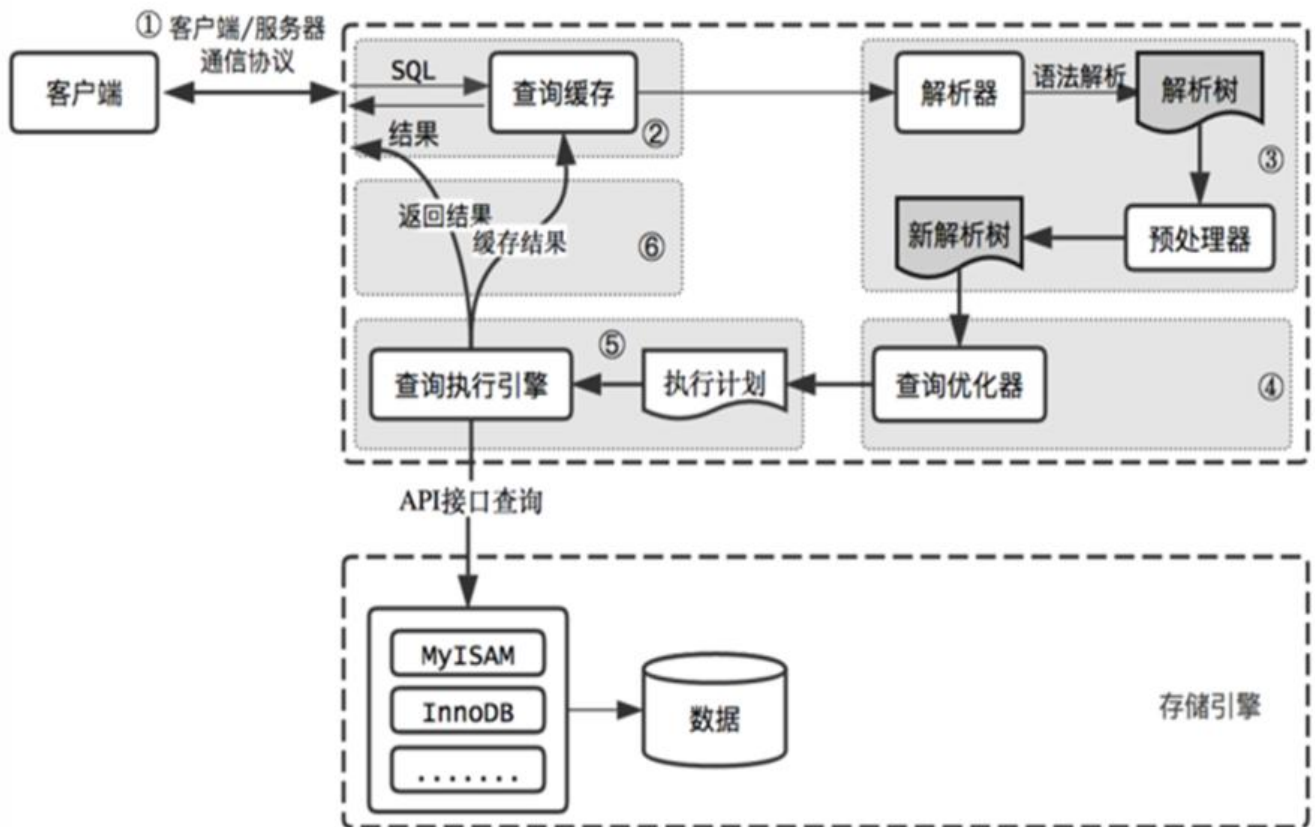 ① 客户端/服务器
通信协议
客户端
SQL
查询缓存
结果
②
解析器
语法解析
解析树
③
预处理器
新解析树
返回结果
缓存结果
⑥
查询执行引擎
⑤
执行计划
查询优化器
④
API接口查询
MyISAM
InnoDB
.......
数据
存储引擎